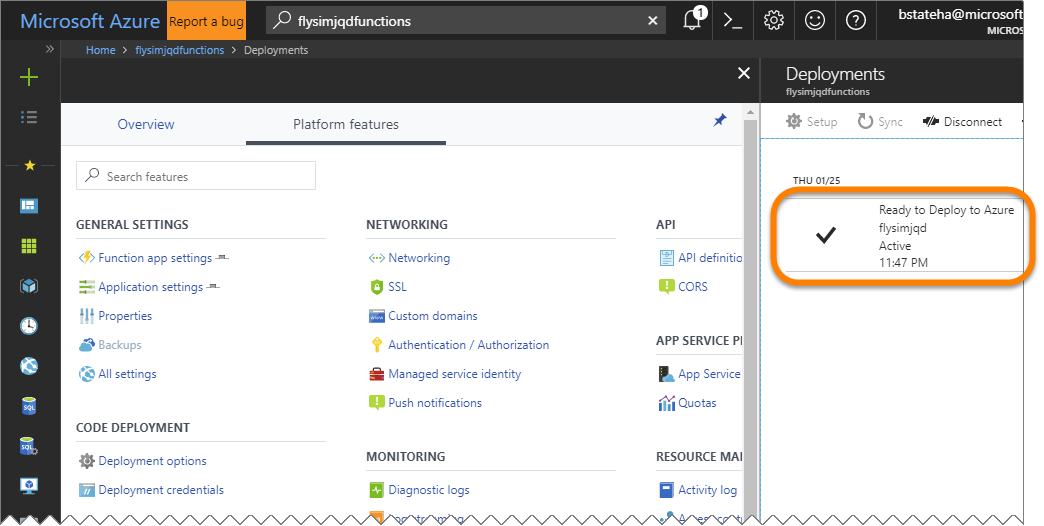 Microsoft Azure Report a bug flysimjqdfunctions 1 bstateha@microsoft
MICROS
Home > flysimjqdfunctions > Deployments
Deployments
flysimjqdfunctions
Overview Platform features
Setup Sync Disconnect
Search features
THU 01/25
Ready to Deploy to Azure
flysimjqd
Active
11:47 PM
GENERAL SETTINGS
Function app settings
Application settings
Properties
Backups
All settings
CODE DEPLOYMENT
Deployment options
Deployment credentials
NETWORKING
Networking
SSL
Custom domains
Authentication / Authorization
Managed service identity
Push notifications
MONITORING
Diagnostic logs
API
API definitio
CORS
APP SERVICE P
App Service
Quotas
RESOURCE MA
Activity log
SQL
SQL